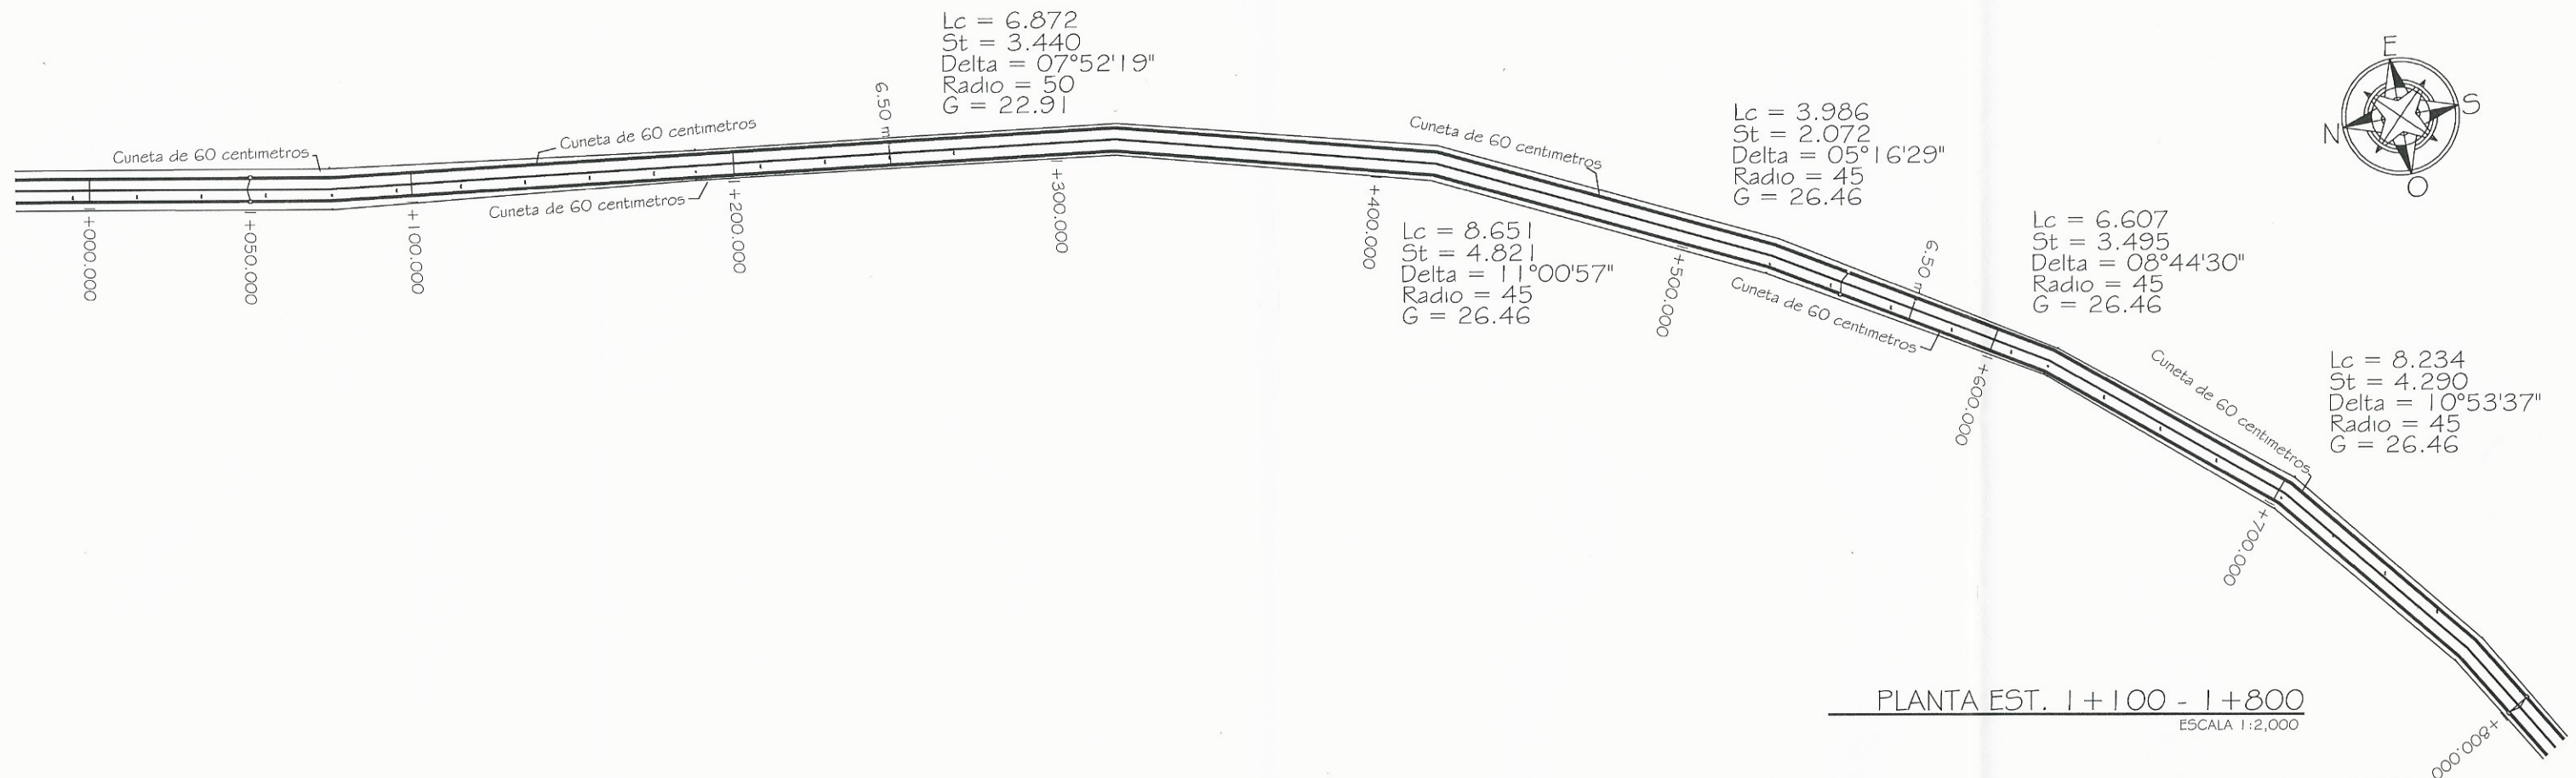 Lc = 6.872
St = 3.440
Delta = 07°52'19"
Radio = 50
G = 22.91
Cuneta de 60 centimetros
Cuneta de 60 centimetros
6.50 m
Cuneta de 60 centimetros
Cuneta de 60 centimetros
Lc = 3.986
St = 2.072
Delta = 05°16'29"
Radio = 45
G = 26.46
E
S
N
O
+000.000
+050.000
+100.000
+200.000
+300.000
+400.000
Lc = 8.651
St = 4.821
Delta = 11°00'57"
Radio = 45
G = 26.46
+500.000
Cuneta de 60 centimetros
6.50 m
Lc = 6.607
St = 3.495
Delta = 08°44'30"
Radio = 45
G = 26.46
+600.000
Cuneta de 60 centimetros
Lc = 8.234
St = 4.290
Delta = 10°53'37"
Radio = 45
G = 26.46
+700.000
+800.000
PLANTA EST. 1+100 - 1+800
ESCALA 1:2,000